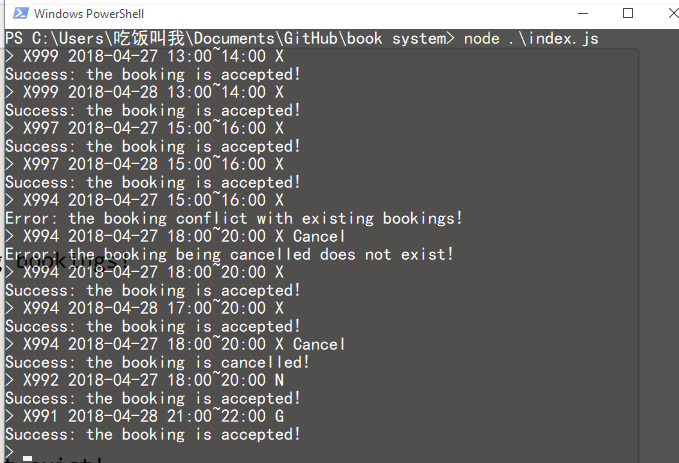 Windows PowerShell
PS C:\Users\吃饭叫我\Documents\GitHub\book system> node .\index.js
> X999 2018-04-27 13:00~14:00 X
Success: the booking is accepted!
> X999 2018-04-28 13:00~14:00 X
Success: the booking is accepted!
> X997 2018-04-27 15:00~16:00 X
Success: the booking is accepted!
> X997 2018-04-28 15:00~16:00 X
Success: the booking is accepted!
> X994 2018-04-27 15:00~16:00 X
Error: the booking conflict with existing bookings!
> X994 2018-04-27 18:00~20:00 X Cancel
Error: the booking being cancelled does not exist!
> X994 2018-04-27 18:00~20:00 X
Success: the booking is accepted!
> X994 2018-04-28 17:00~20:00 X
Success: the booking is accepted!
> X994 2018-04-27 18:00~20:00 X Cancel
Success: the booking is cancelled!
> X992 2018-04-27 18:00~20:00 N
Success: the booking is accepted!
> X991 2018-04-28 21:00~22:00 G
Success: the booking is accepted!
>